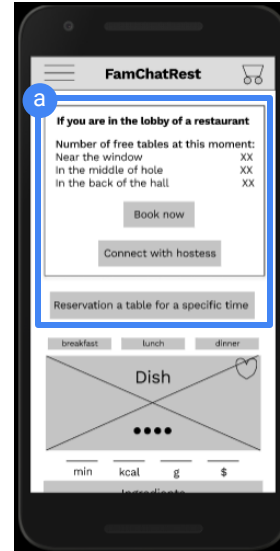 FamChatRest
a
If you are in the lobby of a restaurant
Number of free tables at this moment:
Near the window XX
In the middle of hole XX
In the back of the hall XX
Book now
Connect with hostess
Reservation a table for a specific time
breakfast lunch dinner
Dish
min kcal g $
Ingredients